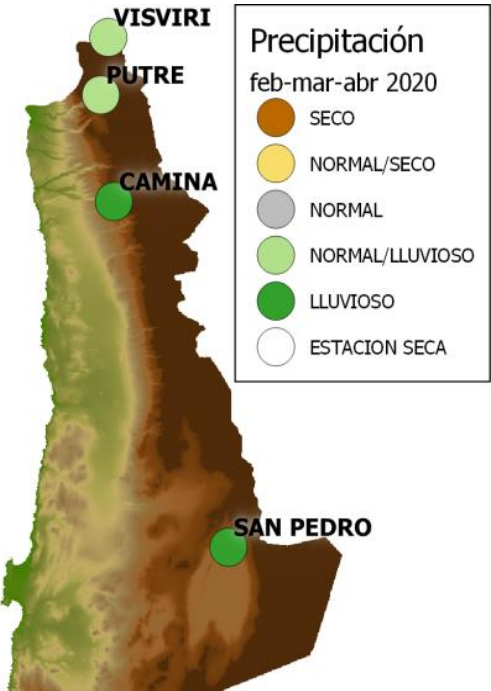 VISVIRI
PUTRE
CAMINA
SAN PEDRO
Precipitación
feb-mar-abr 2020
SECO
NORMAL/SECO
NORMAL
NORMAL/LLUVIOSO
LLUVIOSO
ESTACION SECA